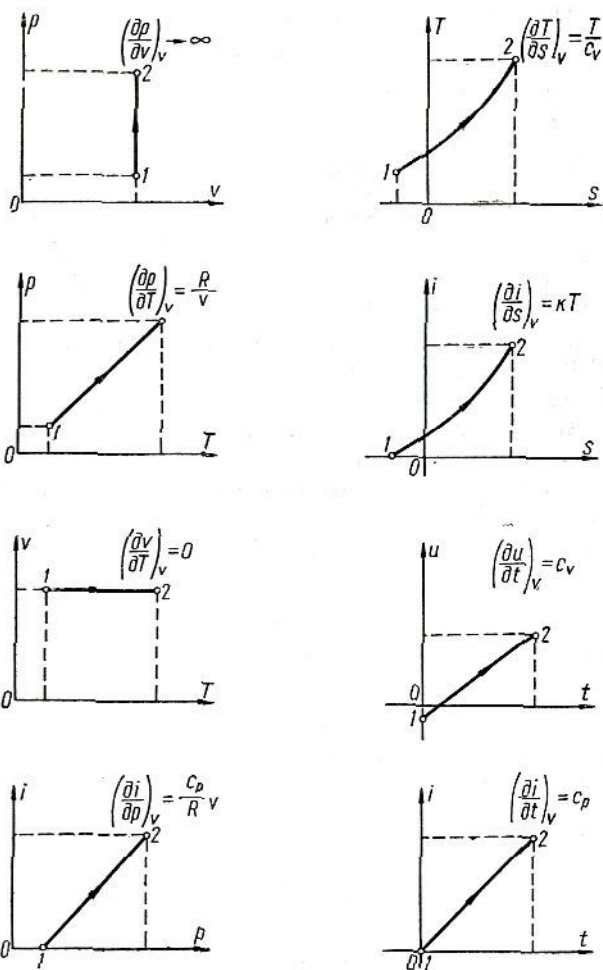 p
(∂p/∂v)_v → ∞
2
1
0
v
T
(∂T/∂s)_v = T/c_v
2
1
0
s
p
(∂p/∂T)_v = R/v
2
1
0
T
i
(∂i/∂s)_v = κT
2
1
0
s
v
(∂v/∂T)_v = 0
1
2
0
T
u
(∂u/∂t)_v = c_v
2
0
1
t
i
(∂i/∂p)_v = c_p/R v
2
0
1
p
i
(∂i/∂t)_v = c_p
2
0
1
t